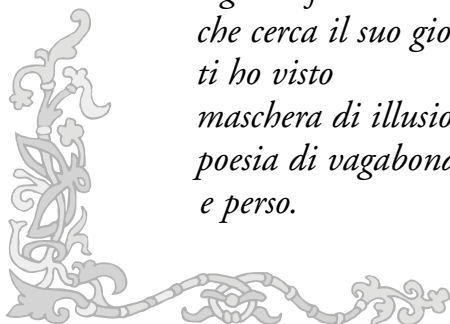 che cerca il suo gio
ti ho visto
maschera di illusio
poesia di vagabond
e perso.